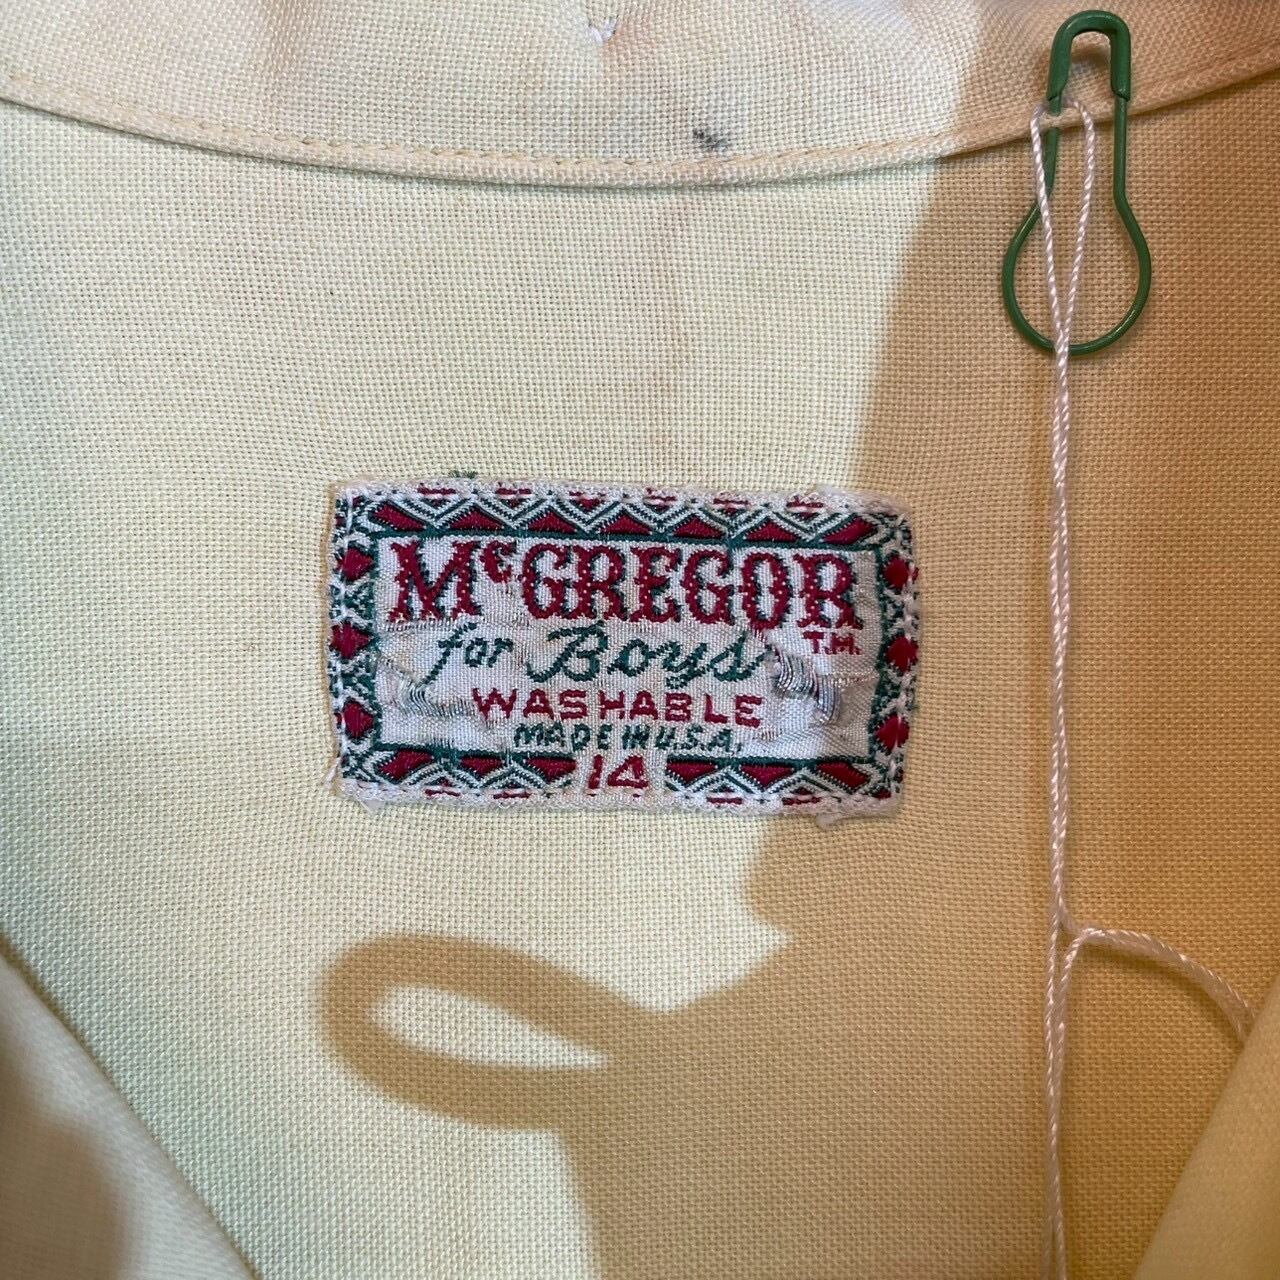 McGREGOR
for Boys T.M.
WASHABLE
MADE IN U.S.A.
14